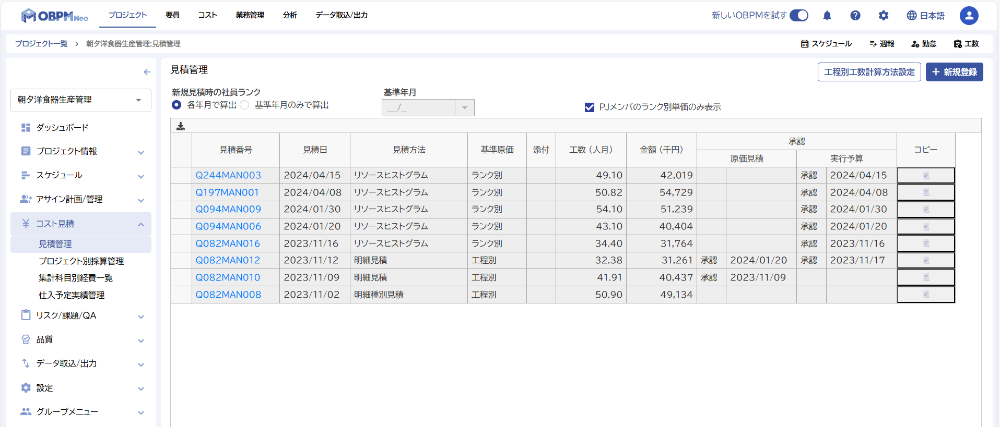 OBPM Neo プロジェクト 要員 コスト 業務管理 分析 データ取込/出力 新しいOBPMを試す 日本語
プロジェクト一覧 › 朝夕洋食器生産管理:見積管理 スケジュール 週報 勤怠 工数
朝夕洋食器生産管理
ダッシュボード
プロジェクト情報
スケジュール
アサイン計画/管理
¥ コスト見積
見積管理
プロジェクト別採算管理
集計科目別経費一覧
仕入予定実績管理
リスク/課題/QA
品質
データ取込/出力
設定
グループメニュー
見積管理
工程別工数計算方法設定 + 新規登録
新規見積時の社員ランク 基準年月
各年月で算出 基準年月のみで算出 __/_ PJメンバのランク別単価のみ表示
見積番号 見積日 見積方法 基準原価 添付 工数（人月） 金額（千円） 承認 コピー
原価見積 実行予算
Q244MAN003 2024/04/15 リソースヒストグラム ランク別 49.10 42,019 承認 2024/04/15
Q197MAN001 2024/04/08 リソースヒストグラム ランク別 50.82 54,729 承認 2024/04/08
Q094MAN009 2024/01/30 リソースヒストグラム ランク別 54.10 51,239 承認 2024/01/30
Q094MAN006 2024/01/20 リソースヒストグラム ランク別 43.10 40,404 承認 2024/01/20
Q082MAN016 2023/11/16 リソースヒストグラム ランク別 34.40 31,764 承認 2023/11/16
Q082MAN012 2023/11/12 明細見積 工程別 32.38 31,261 承認 2024/01/20 承認 2023/11/17
Q082MAN010 2023/11/09 明細見積 工程別 41.91 40,437 承認 2023/11/09
Q082MAN008 2023/11/02 明細種別見積 工程別 50.90 49,134